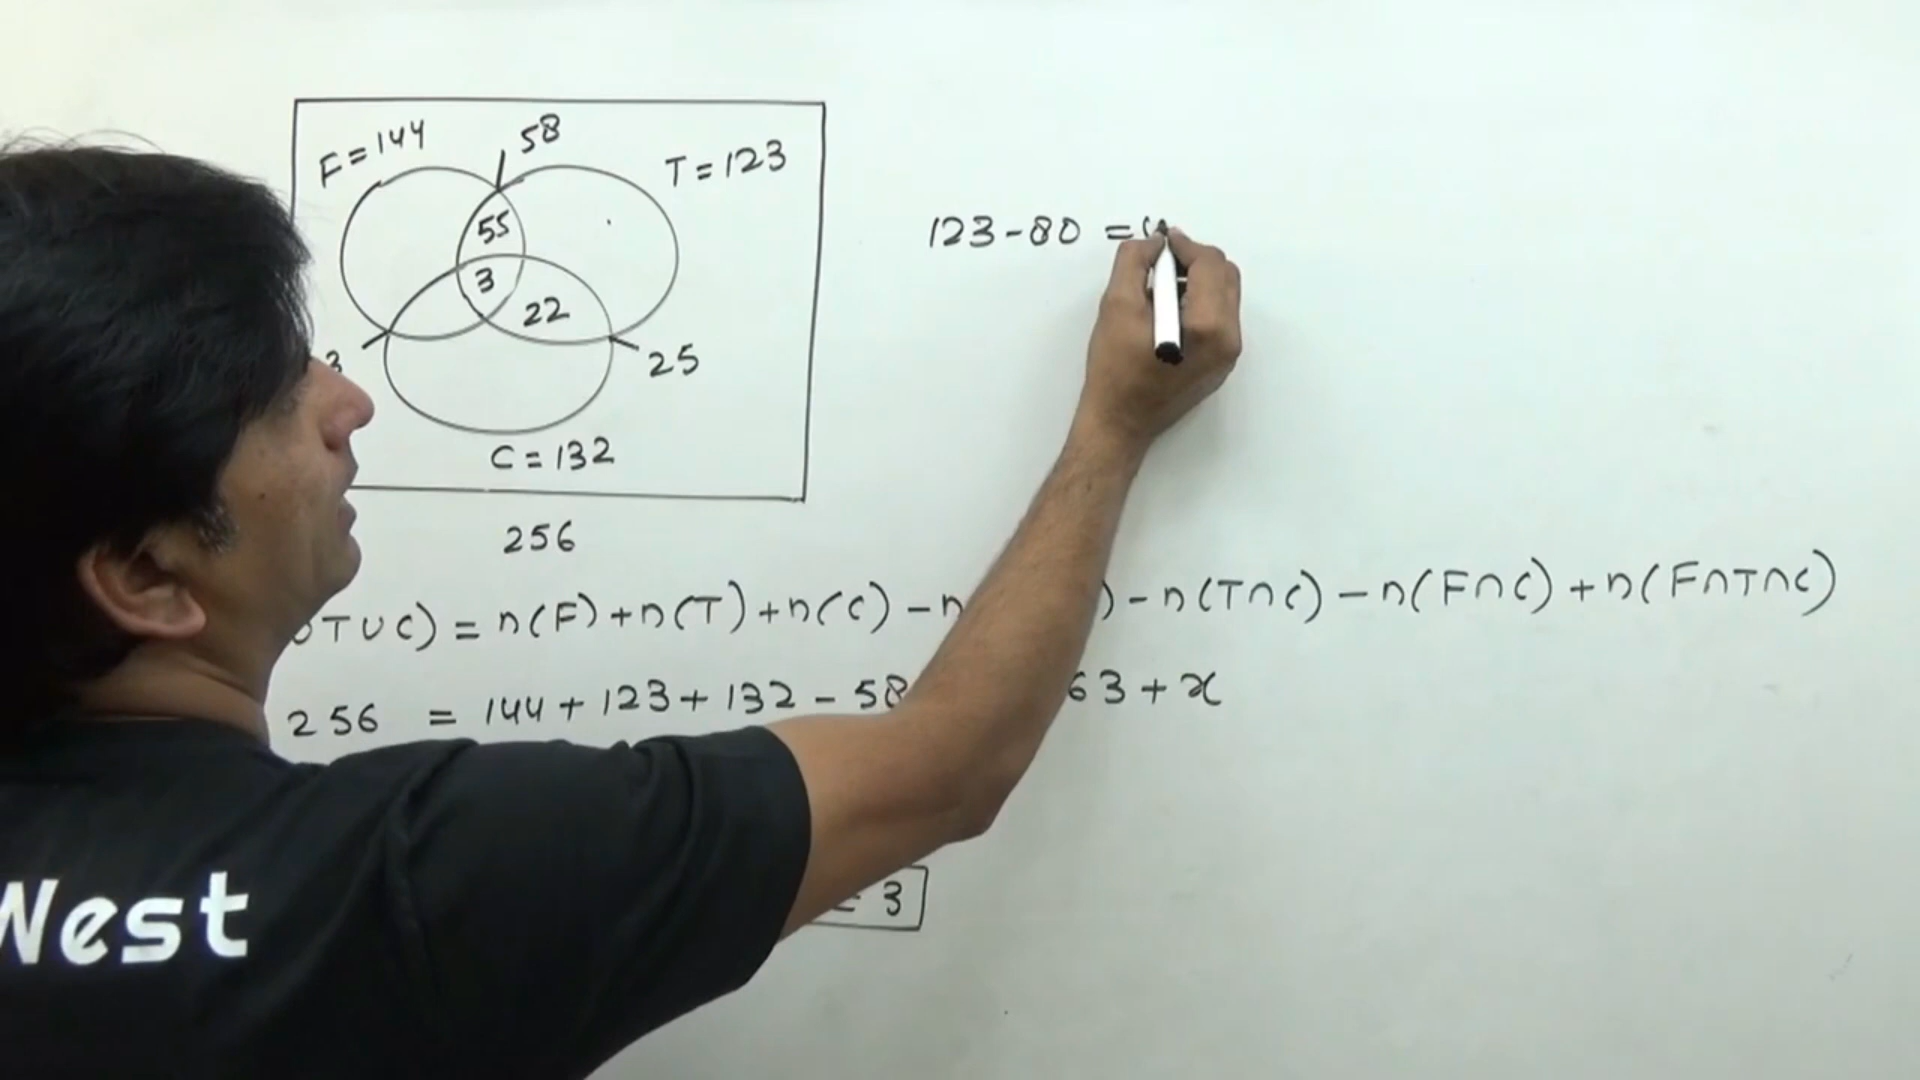 F = 144
58
T = 123
55
3
22
3
25
C = 132
256
123 - 80 =
T ∪ C) = n(F) + n(T) + n(C) - n ) - n(T∩C) - n(F∩C) + n(F∩T∩C)
256 = 144 + 123 + 132 - 58 63 + x
= 3
West